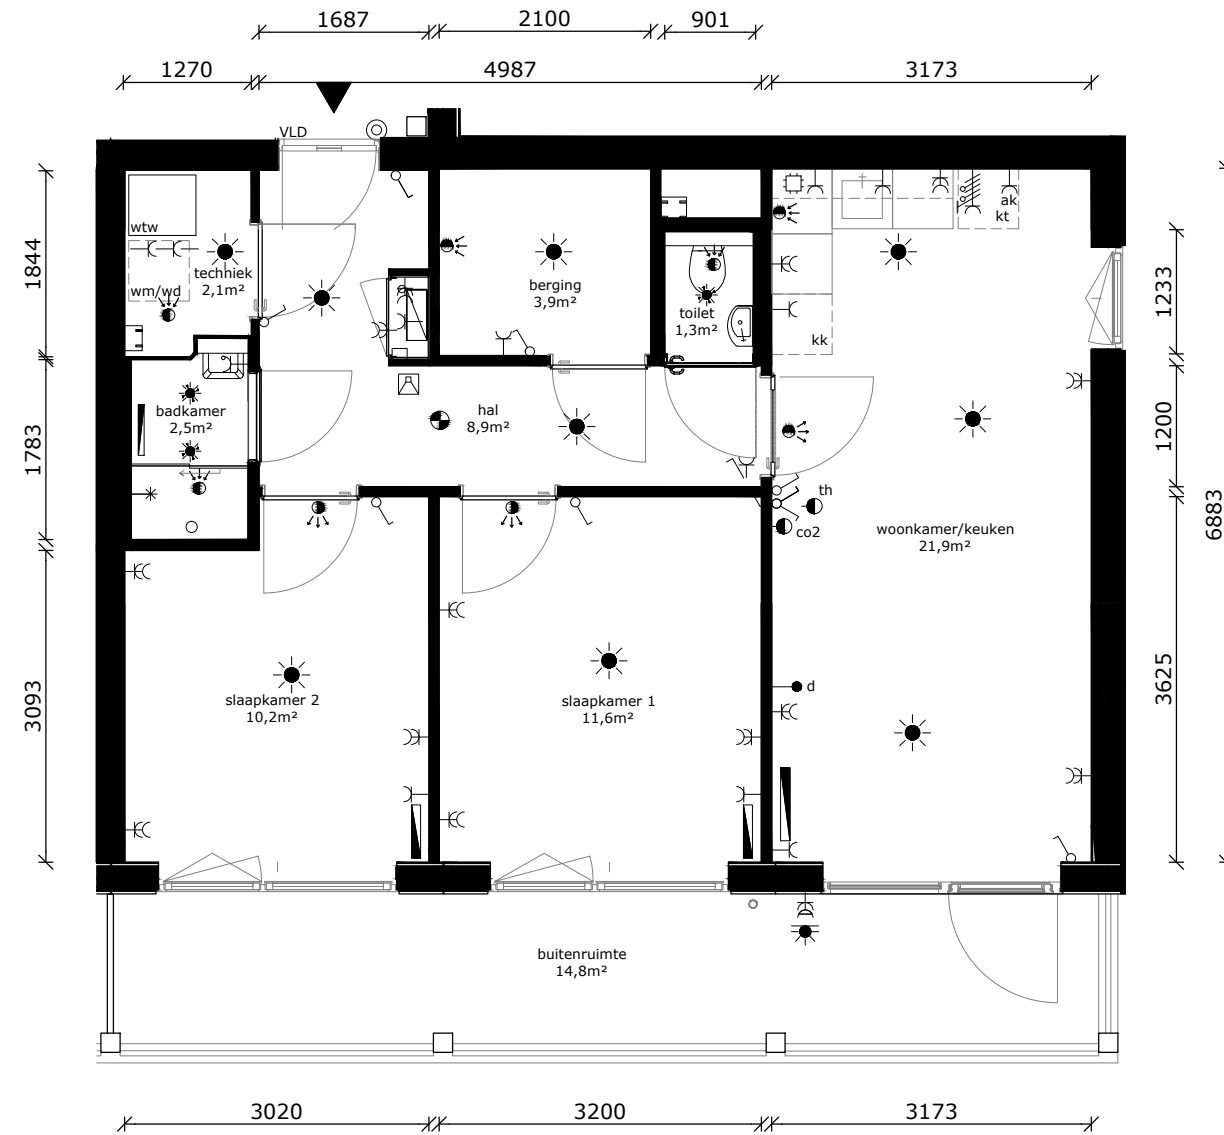 1687
2100
901
1270
4987
3173
VLD
wtw
techniek
2,1m²
wm/wd
berging
3,9m²
toilet
1,3m²
ak
kt
kk
1844
1233
badkamer
2,5m²
hal
8,9m²
1783
1200
th
co2
woonkamer/keuken
21,9m²
6883
slaapkamer 2
10,2m²
slaapkamer 1
11,6m²
d
3093
3625
buitenruimte
14,8m²
3020
3200
3173